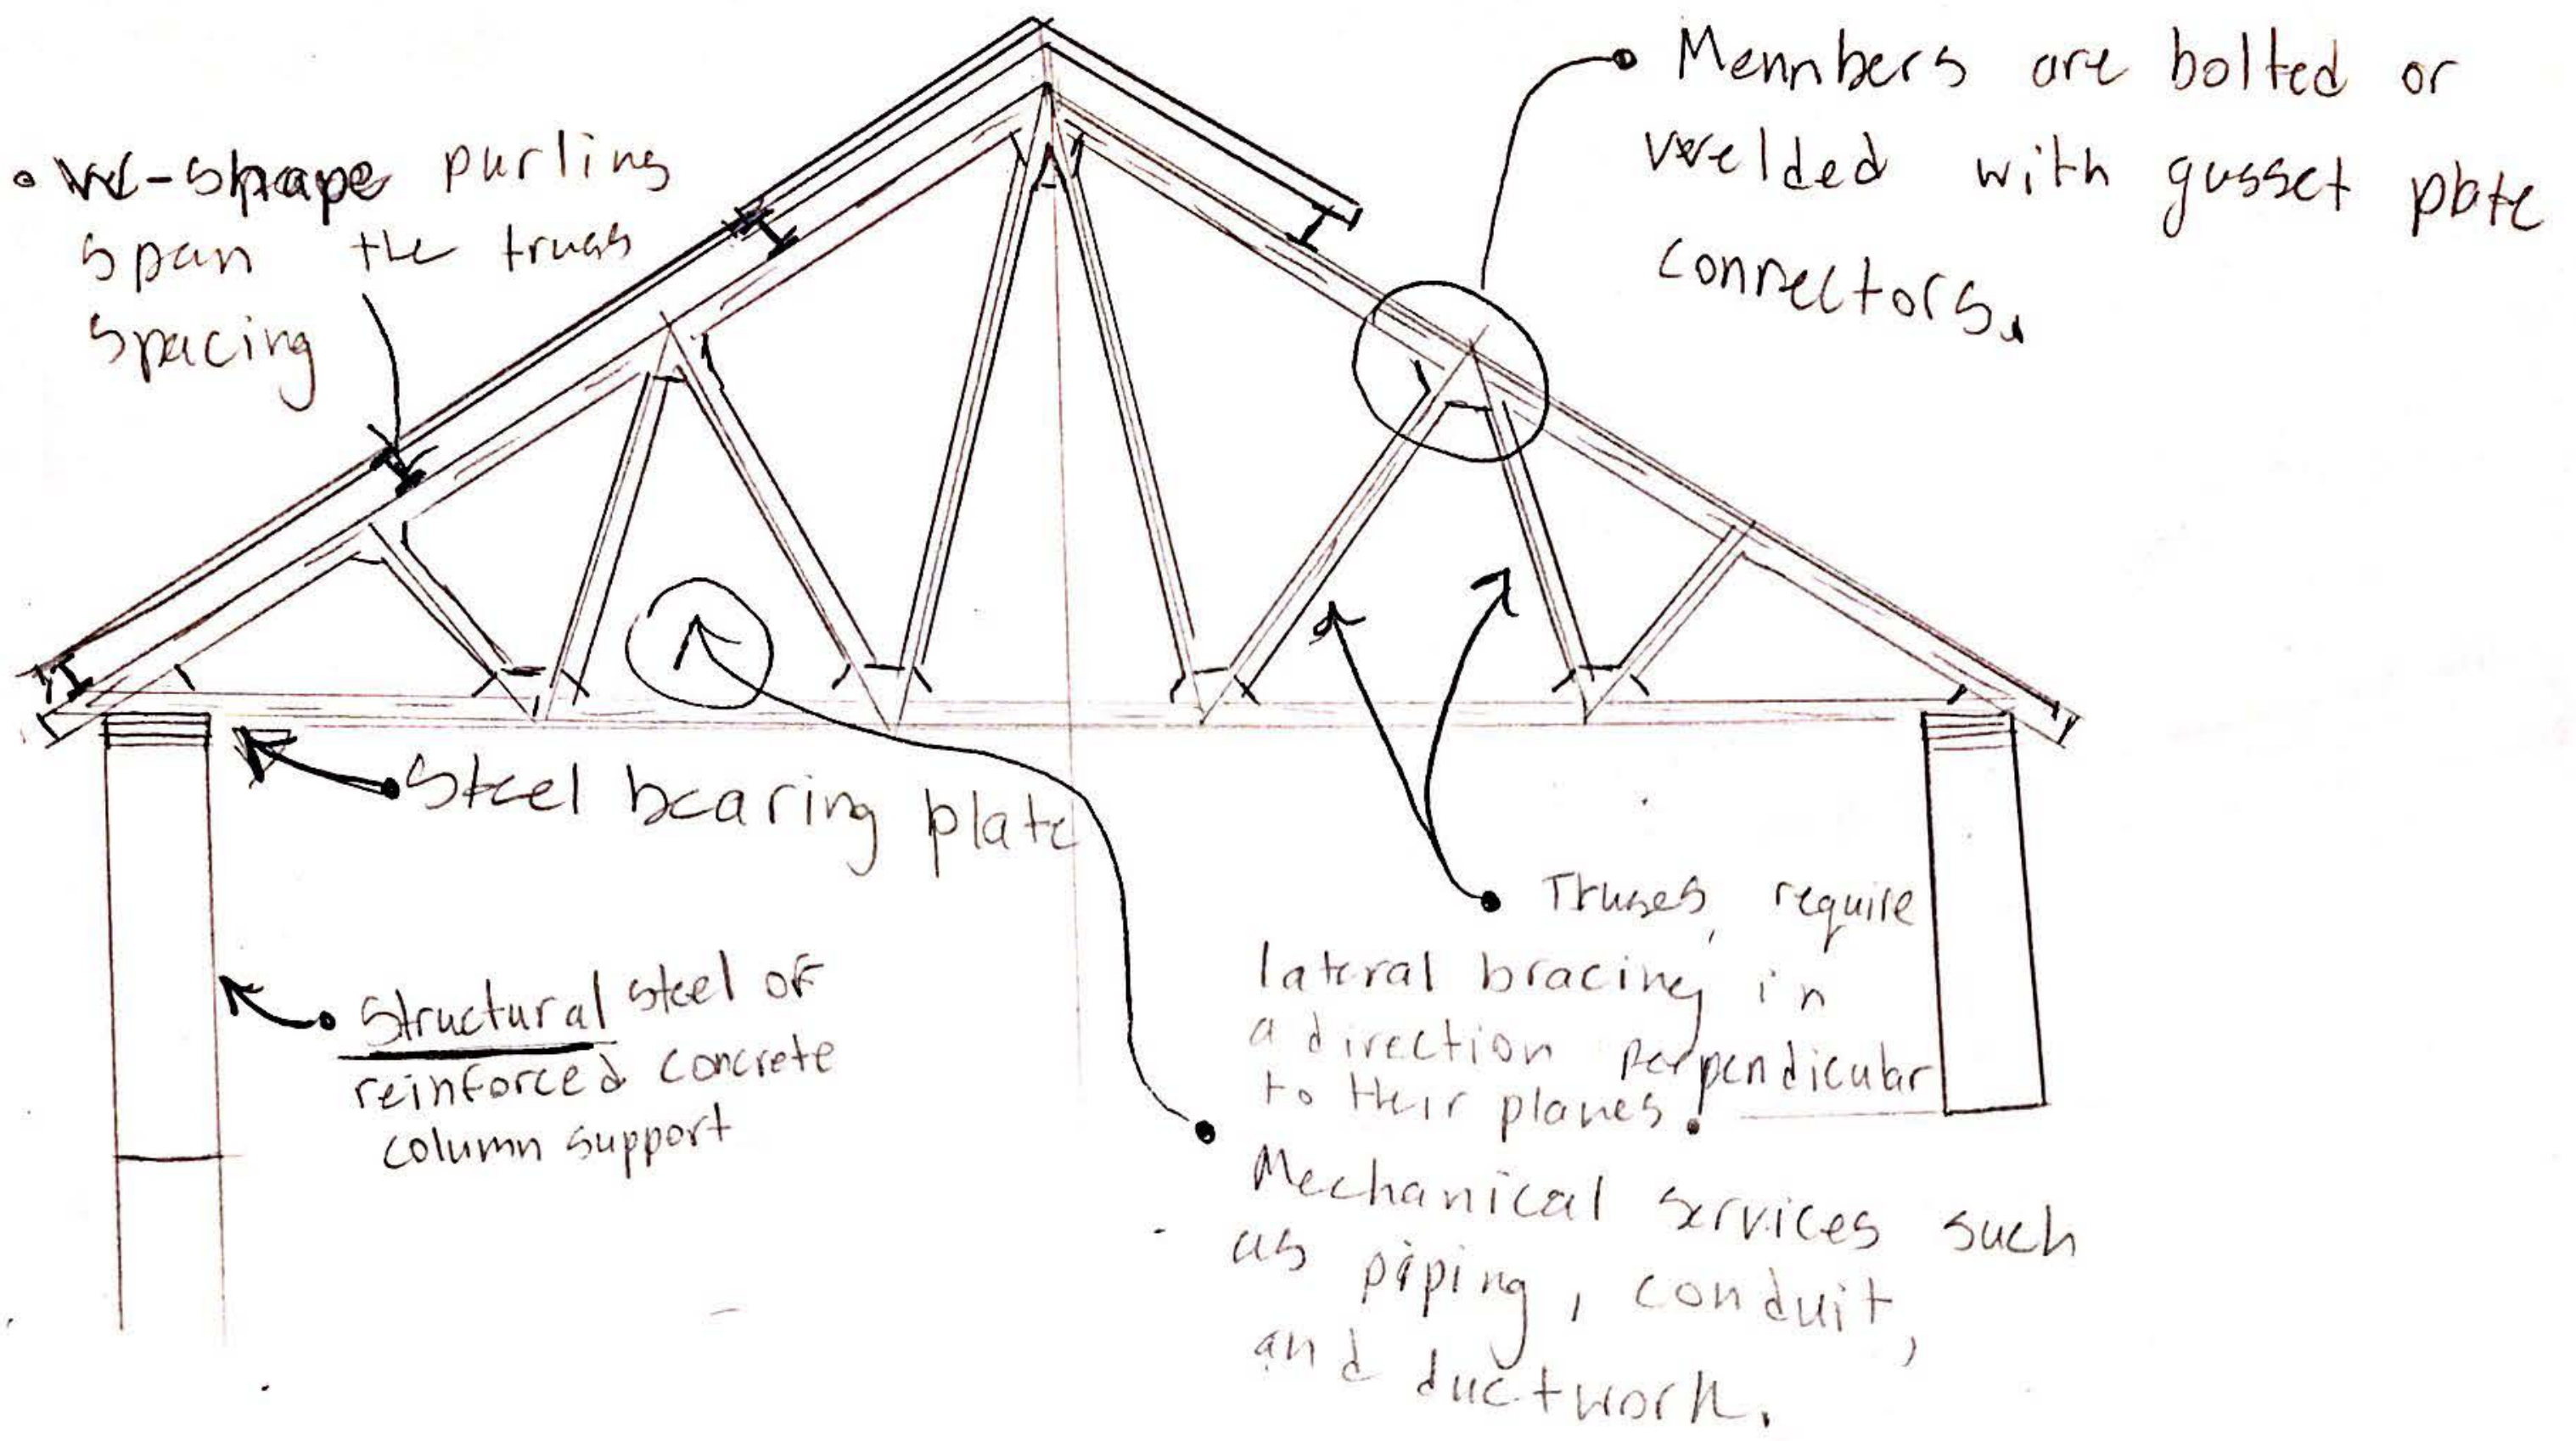 • W-shape purlins
span the truss
spacing
• Members are bolted or
welded with gusset plate
connectors.
• Steel bearing plate
• Structural steel or
reinforced concrete
column support
• Truses require
lateral bracing in
a direction perpendicular
to their planes.
• Mechanical services such
as piping, conduit,
and ductwork.